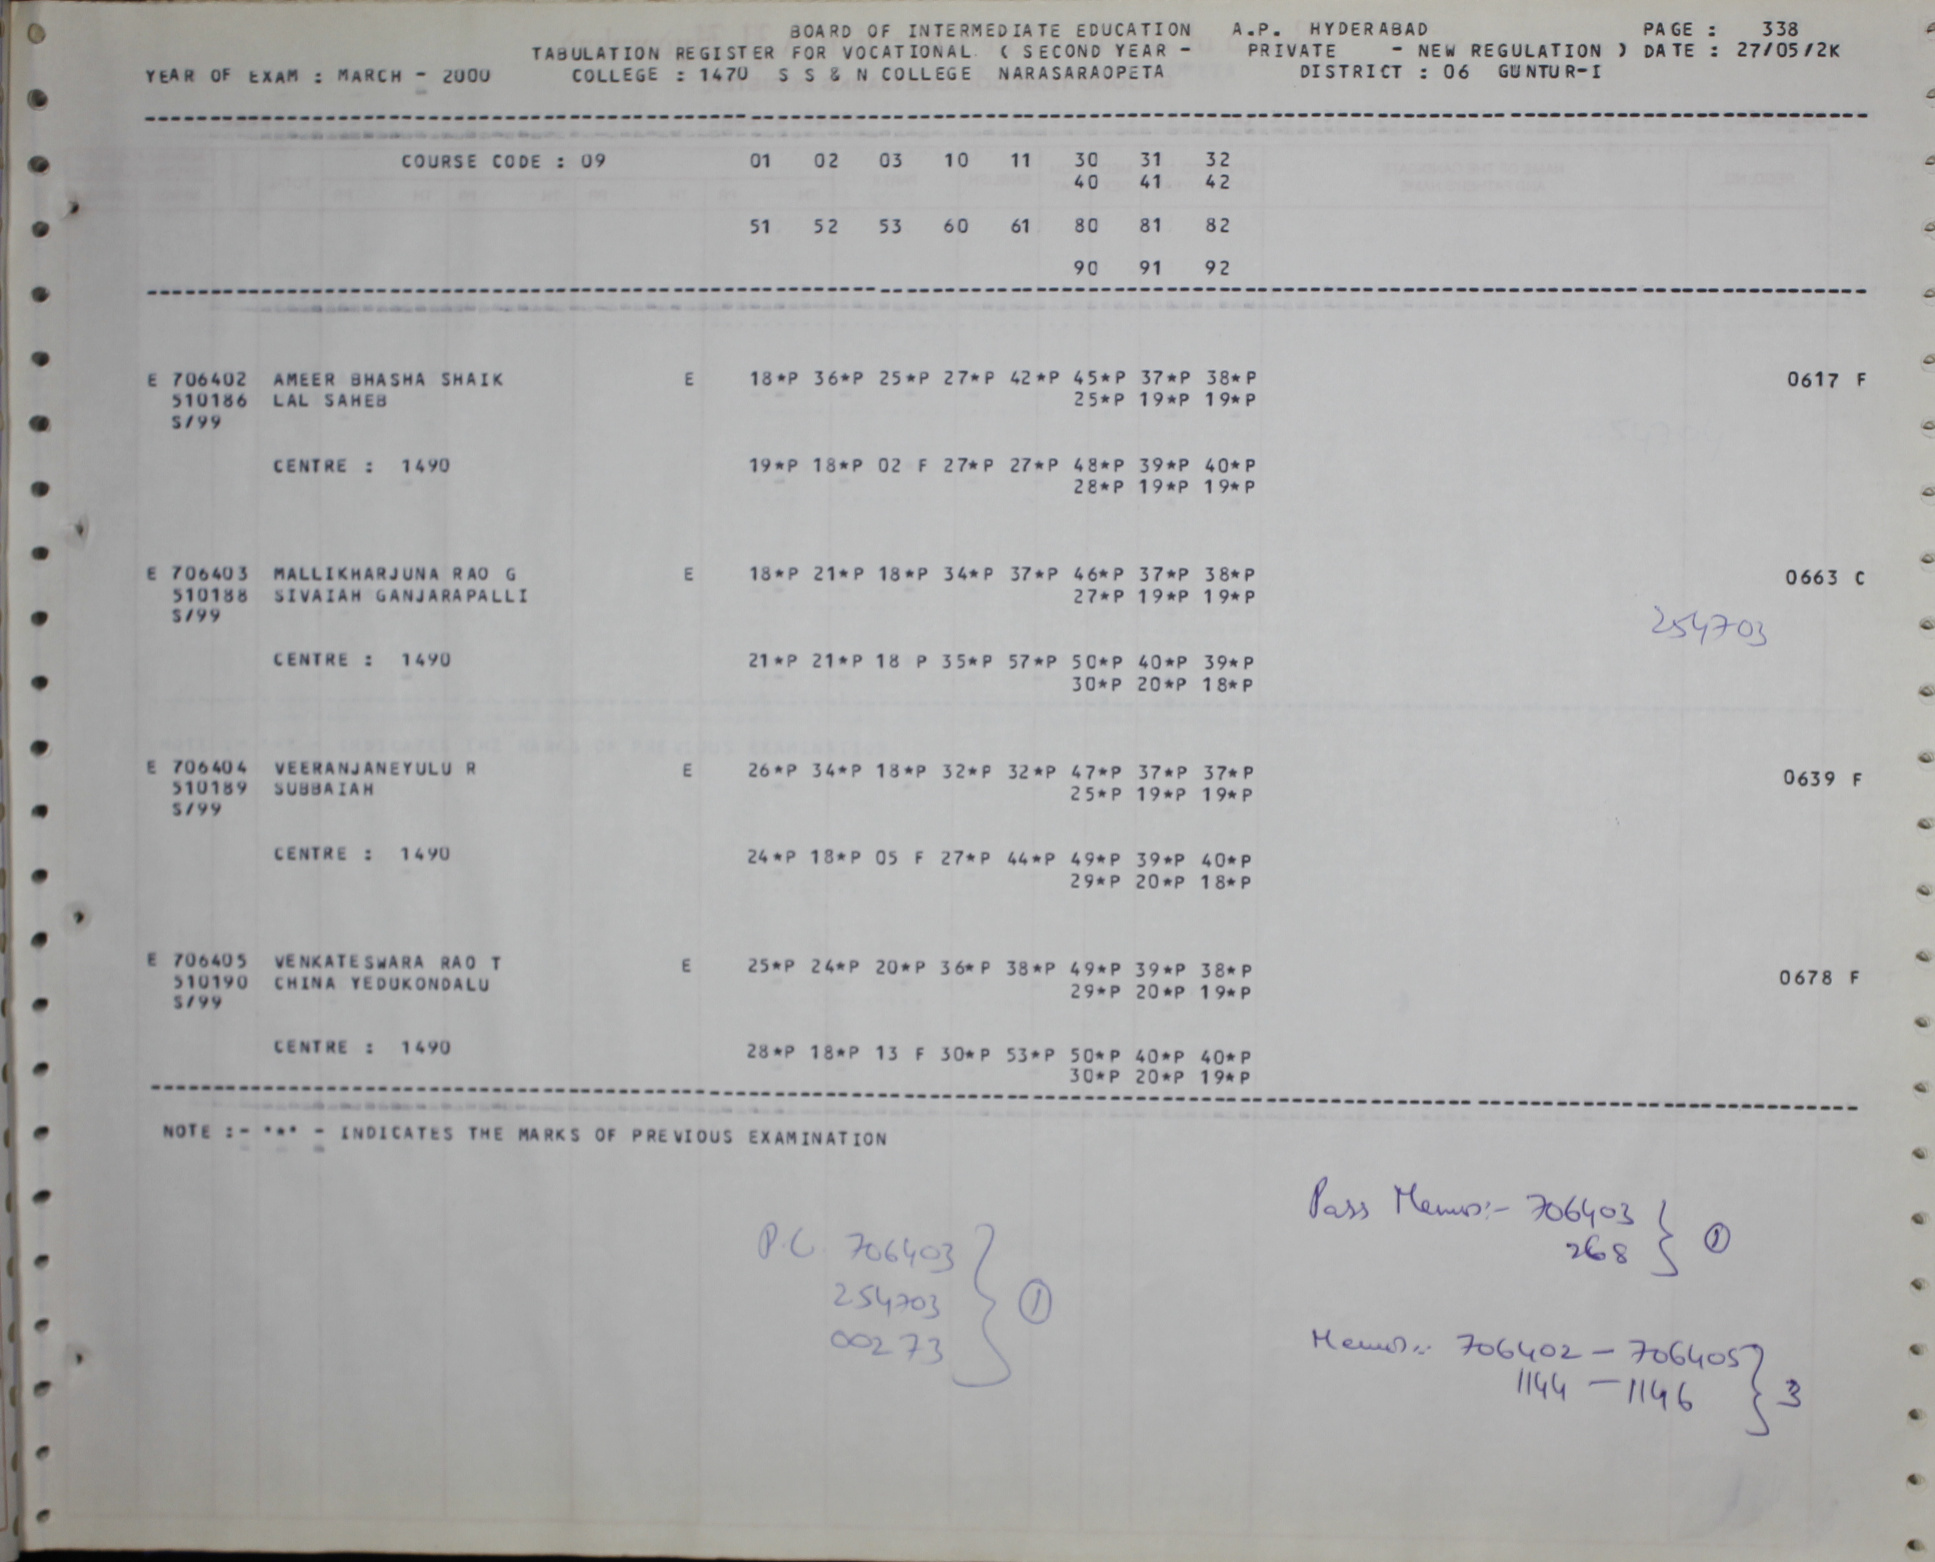 BOARD OF INTERMEDIATE EDUCATION A.P. HYDERABAD PAGE : 338
TABULATION REGISTER FOR VOCATIONAL ( SECOND YEAR - PRIVATE - NEW REGULATION ) DATE : 27/05/2K
YEAR OF EXAM : MARCH - 2000 COLLEGE : 1470 S S & N COLLEGE NARASARAOPETA DISTRICT : 06 GUNTUR-I
COURSE CODE : 09 01 02 03 10 11 30 31 32
40 41 42
51 52 53 60 61 80 81 82
90 91 92
E 706402 AMEER BHASHA SHAIK E 18*P 36*P 25*P 27*P 42*P 45*P 37*P 38*P 0617 F
510186 LAL SAHEB 25*P 19*P 19*P
S/99
CENTRE : 1490 19*P 18*P 02 F 27*P 27*P 48*P 39*P 40*P
28*P 19*P 19*P
E 706403 MALLIKHARJUNA RAO G E 18*P 21*P 18*P 34*P 37*P 46*P 37*P 38*P 0663 C
510188 SIVAIAH GANJARAPALLI 27*P 19*P 19*P
S/99
254703
CENTRE : 1490 21*P 21*P 18 P 35*P 57*P 50*P 40*P 39*P
30*P 20*P 18*P
E 706404 VEERANJANEYULU R E 26*P 34*P 18*P 32*P 32*P 47*P 37*P 37*P 0639 F
510189 SUBBAIAH 25*P 19*P 19*P
S/99
CENTRE : 1490 24*P 18*P 05 F 27*P 44*P 49*P 39*P 40*P
29*P 20*P 18*P
E 706405 VENKATESWARA RAO T E 25*P 24*P 20*P 36*P 38*P 49*P 39*P 38*P 0678 F
510190 CHINA YEDUKONDALU 29*P 20*P 19*P
S/99
CENTRE : 1490 28*P 18*P 13 F 30*P 53*P 50*P 40*P 40*P
30*P 20*P 19*P
NOTE :- "*" - INDICATES THE MARKS OF PREVIOUS EXAMINATION
Pass Memos:- 706403
268 } 1
P.C. 706403
254703 } 1
00273
Memos:- 706402 - 706405
1144 - 1146 } 3